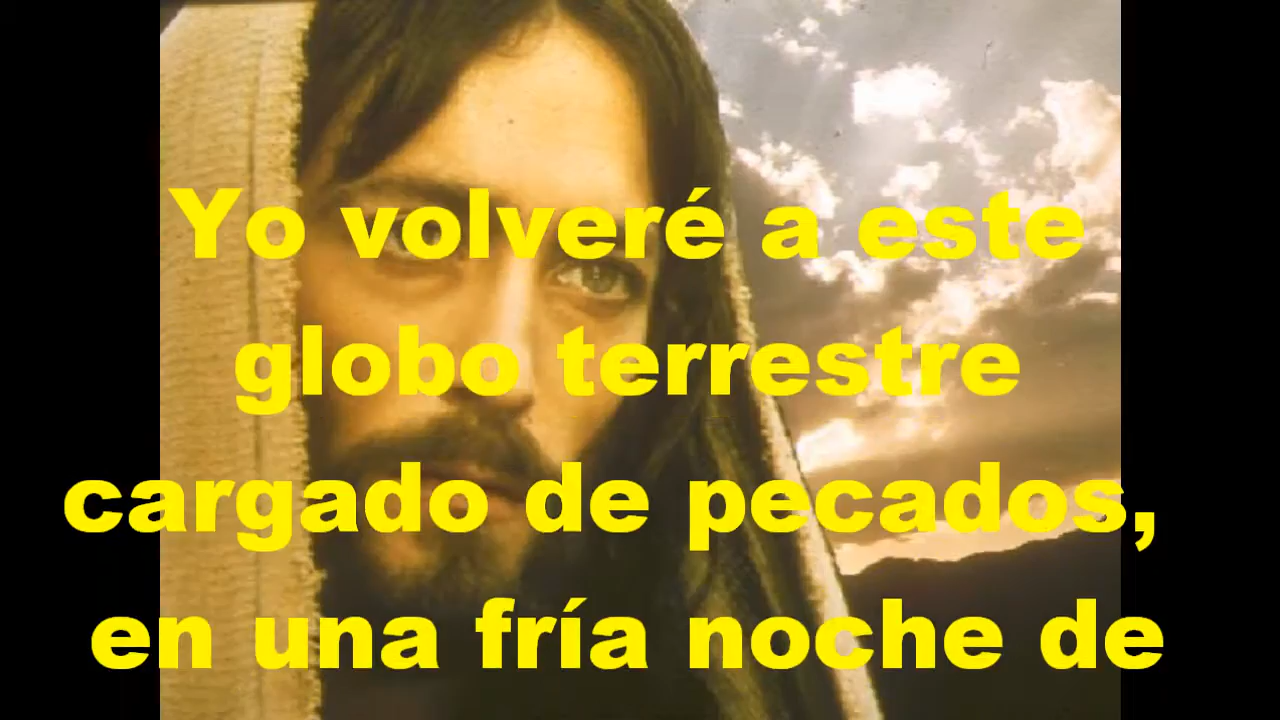 Yo volveré a este
globo terrestre
cargado de pecados,
en una fría noche de